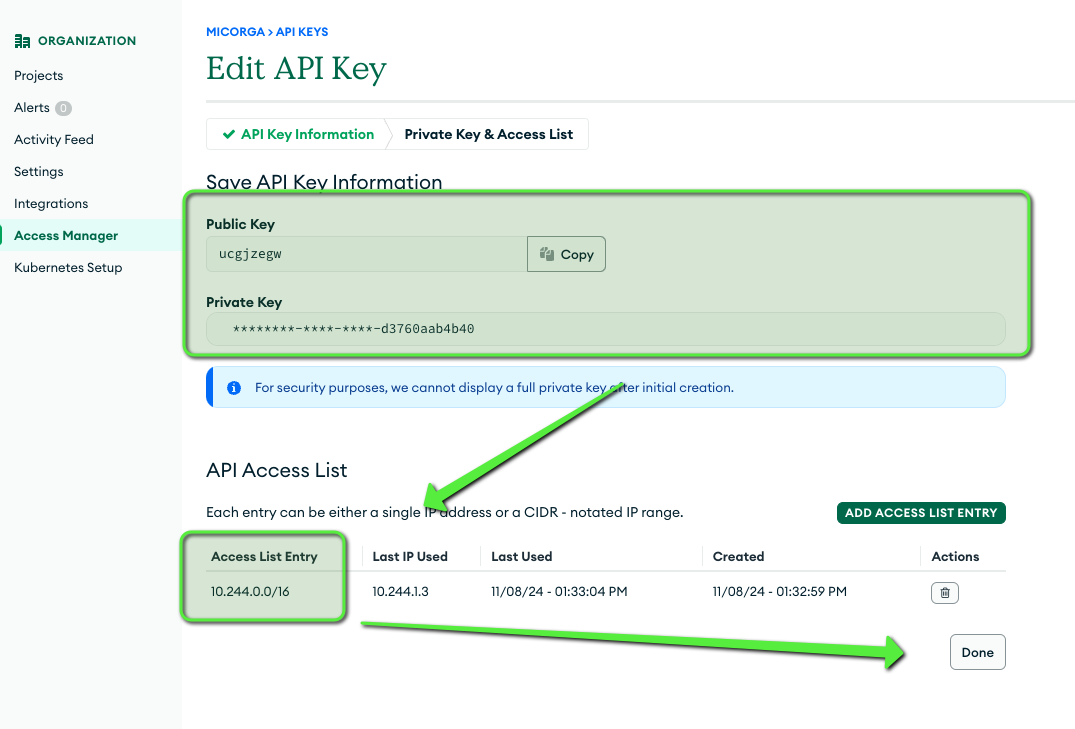 ORGANIZATION
Projects
Alerts 0
Activity Feed
Settings
Integrations
Access Manager
Kubernetes Setup
MICORGA > API KEYS
Edit API Key
API Key Information
Private Key & Access List
Save API Key Information
Public Key
ucgjzegw
Copy
Private Key
********-****-****-d3760aab4b40
For security purposes, we cannot display a full private key after initial creation.
API Access List
Each entry can be either a single IP address or a CIDR - notated IP range.
ADD ACCESS LIST ENTRY
Access List Entry Last IP Used Last Used Created Actions
10.244.0.0/16 10.244.1.3 11/08/24 - 01:33:04 PM 11/08/24 - 01:32:59 PM
Done